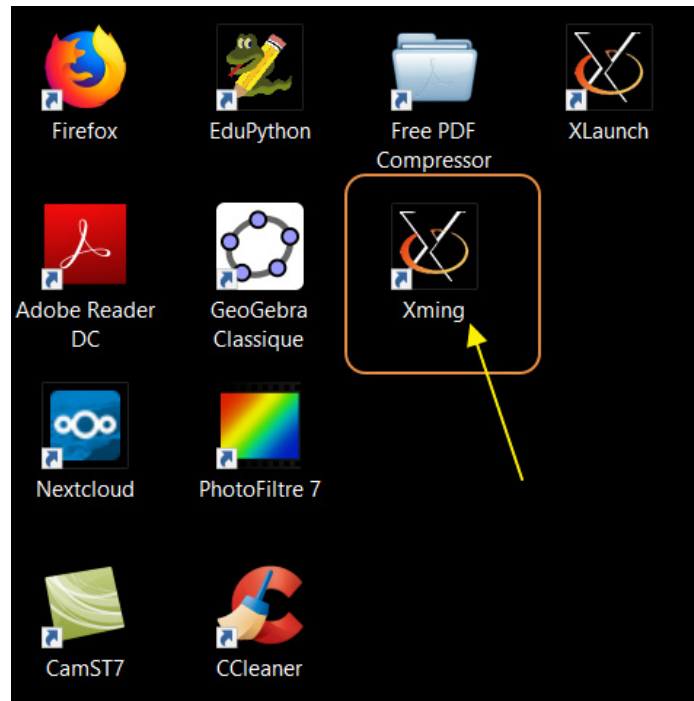 Firefox
EduPython
Free PDF
Compressor
XLaunch
Adobe Reader
DC
GeoGebra
Classique
Xming
Nextcloud
PhotoFiltre 7
CamST7
CCleaner